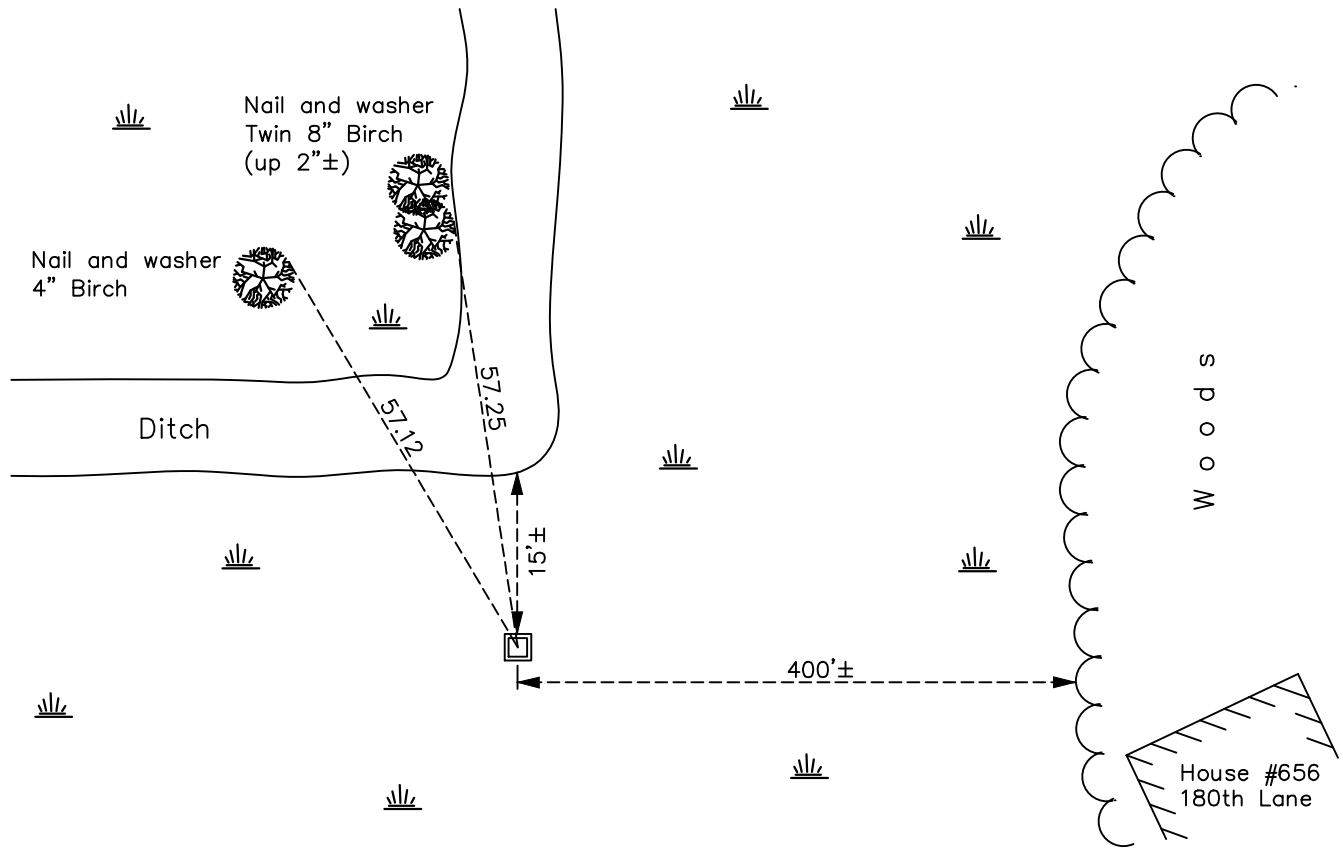 Nail and washer
Twin 8” Birch
(up 2”±)
Nail and washer
4” Birch
57.25
57.12
Ditch
15’±
400’±
Woods
House #656
180th Lane